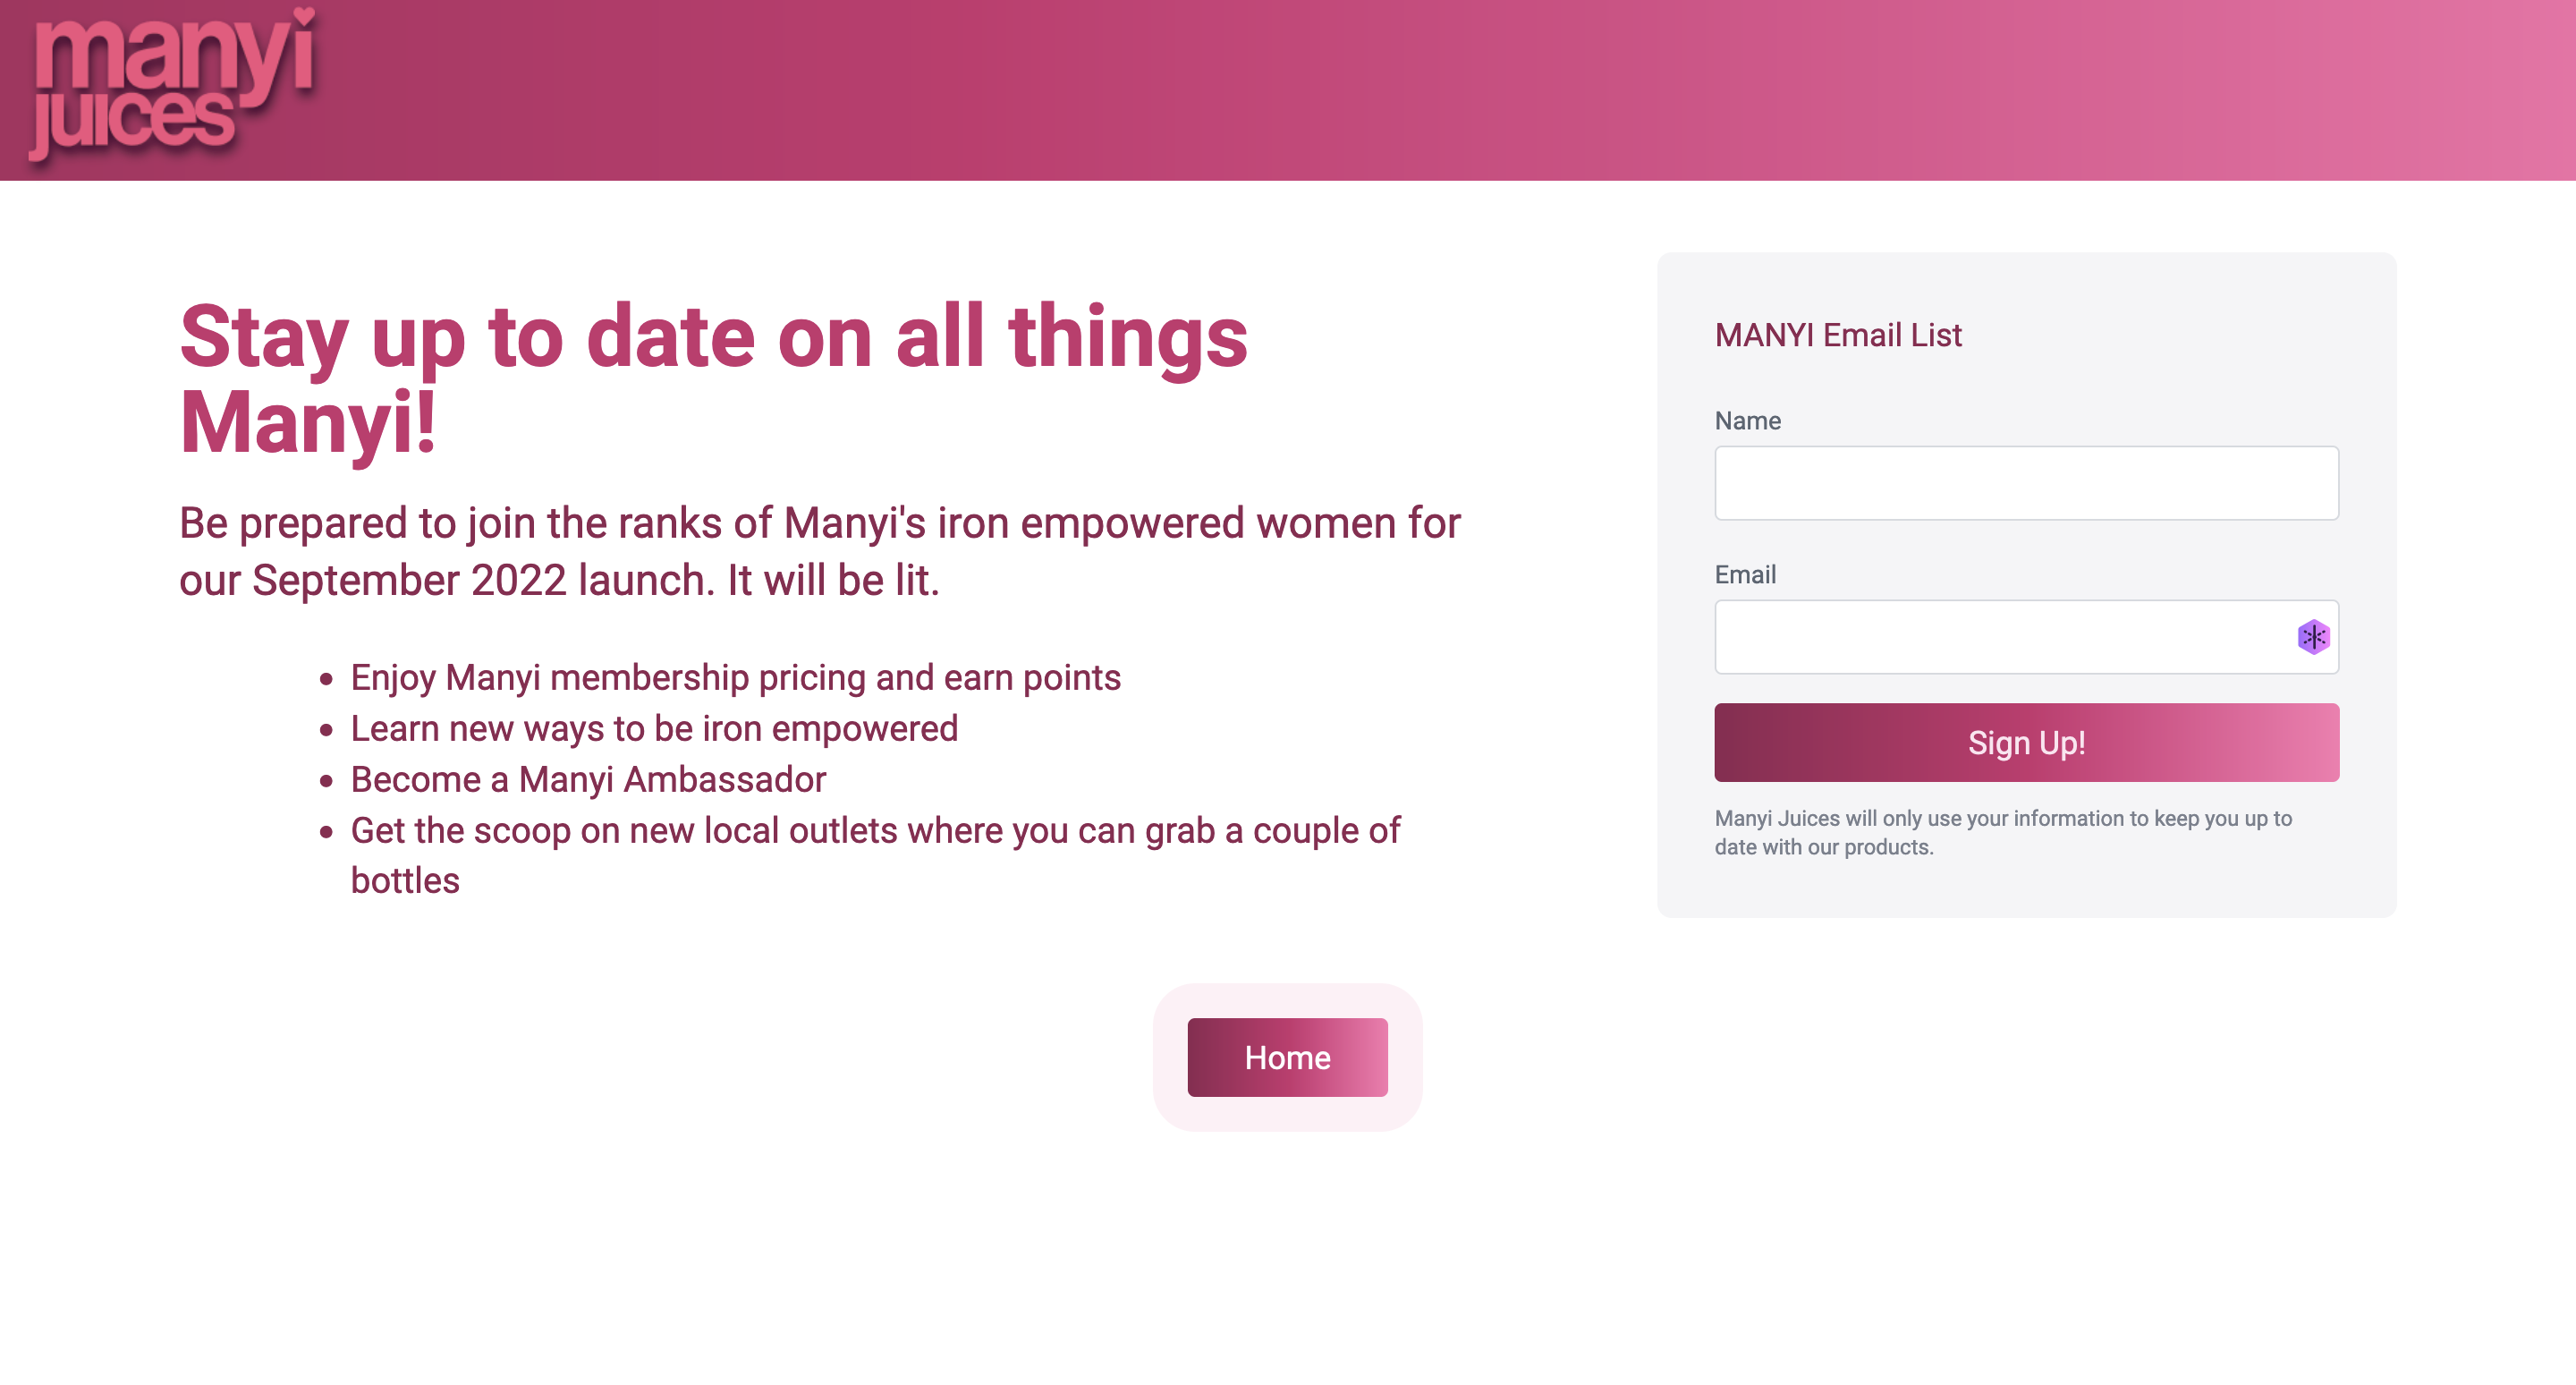 manyi
juices
Stay up to date on all things
Manyi!
Be prepared to join the ranks of Manyi's iron empowered women for
our September 2022 launch. It will be lit.
• Enjoy Manyi membership pricing and earn points
• Learn new ways to be iron empowered
• Become a Manyi Ambassador
• Get the scoop on new local outlets where you can grab a couple of
bottles
MANYI Email List
Name
Email
Sign Up!
Manyi Juices will only use your information to keep you up to
date with our products.
Home